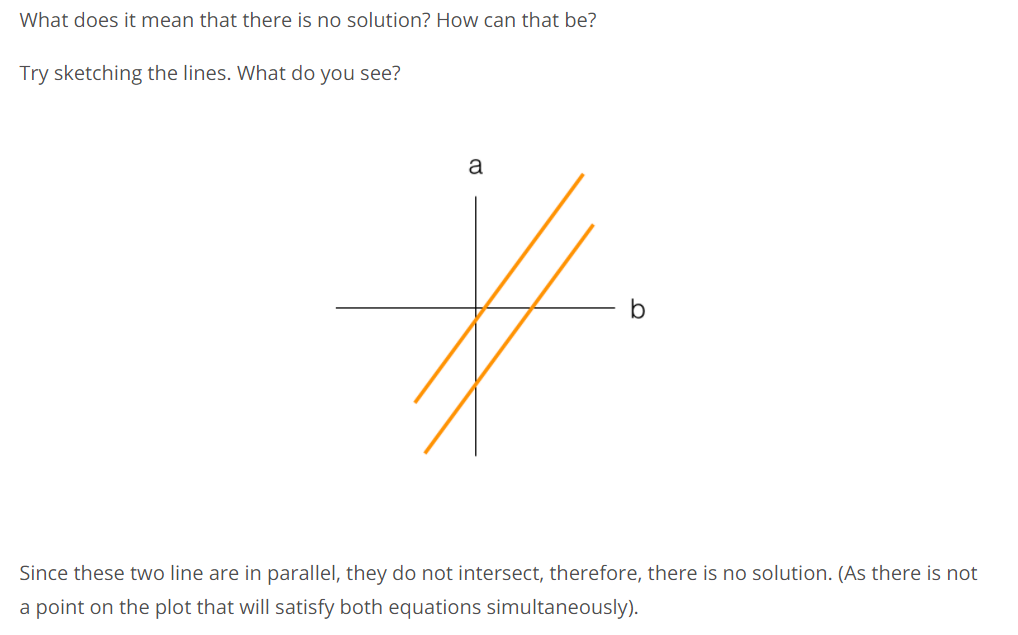 What does it mean that there is no solution? How can that be?
Try sketching the lines. What do you see?
a
b
Since these two line are in parallel, they do not intersect, therefore, there is no solution. (As there is not
a point on the plot that will satisfy both equations simultaneously).